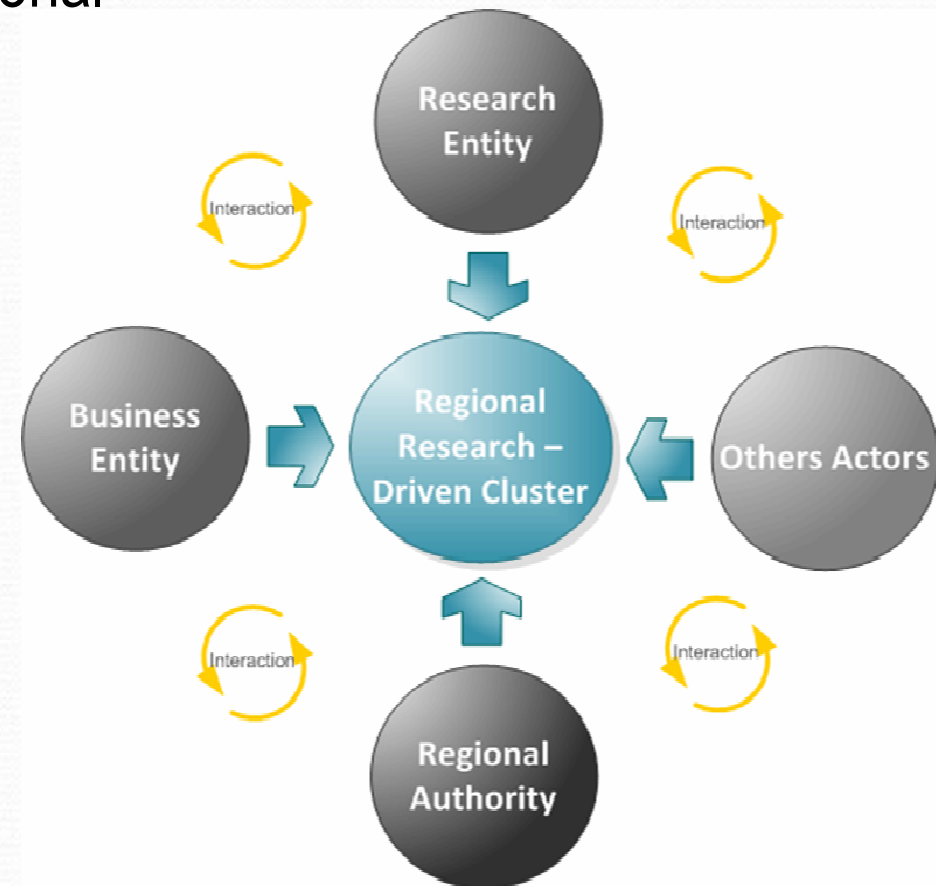 Research
Entity
Interaction
Interaction
Business
Entity
Regional
Research –
Driven Cluster
Others Actors
Interaction
Interaction
Regional
Authority